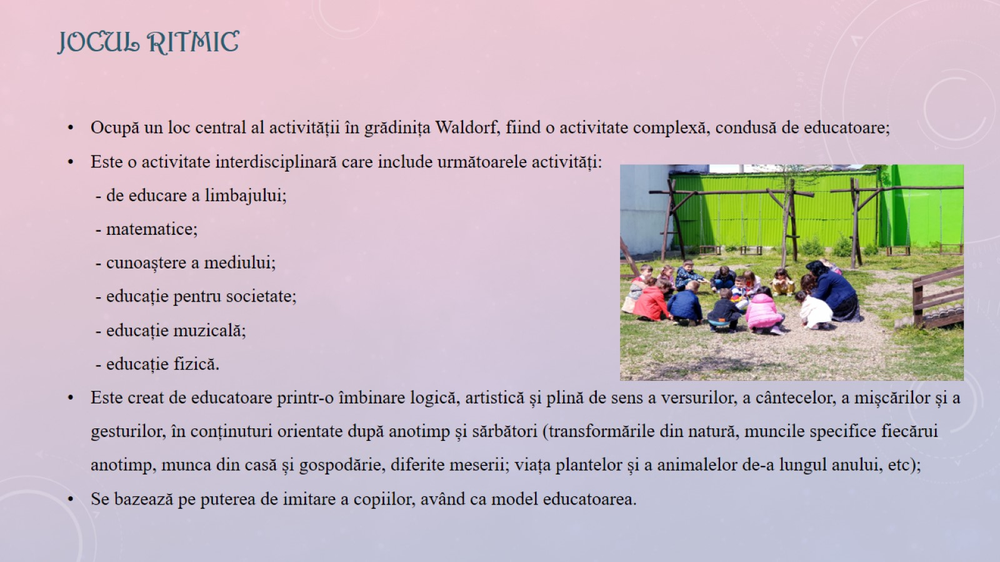 JOCUL RITMIC
• Ocupă un loc central al activității în grădinița Waldorf, fiind o activitate complexă, condusă de educatoare;
• Este o activitate interdisciplinară care include următoarele activități:
- de educare a limbajului;
- matematice;
- cunoaștere a mediului;
- educație pentru societate;
- educație muzicală;
- educație fizică.
• Este creat de educatoare printr-o îmbinare logică, artistică și plină de sens a versurilor, a cântecelor, a mișcărilor și a
gesturilor, în conținuturi orientate după anotimp și sărbători (transformările din natură, muncile specifice fiecărui
anotimp, munca din casă și gospodărie, diferite meserii; viața plantelor și a animalelor de-a lungul anului, etc);
• Se bazează pe puterea de imitare a copiilor, având ca model educatoarea.